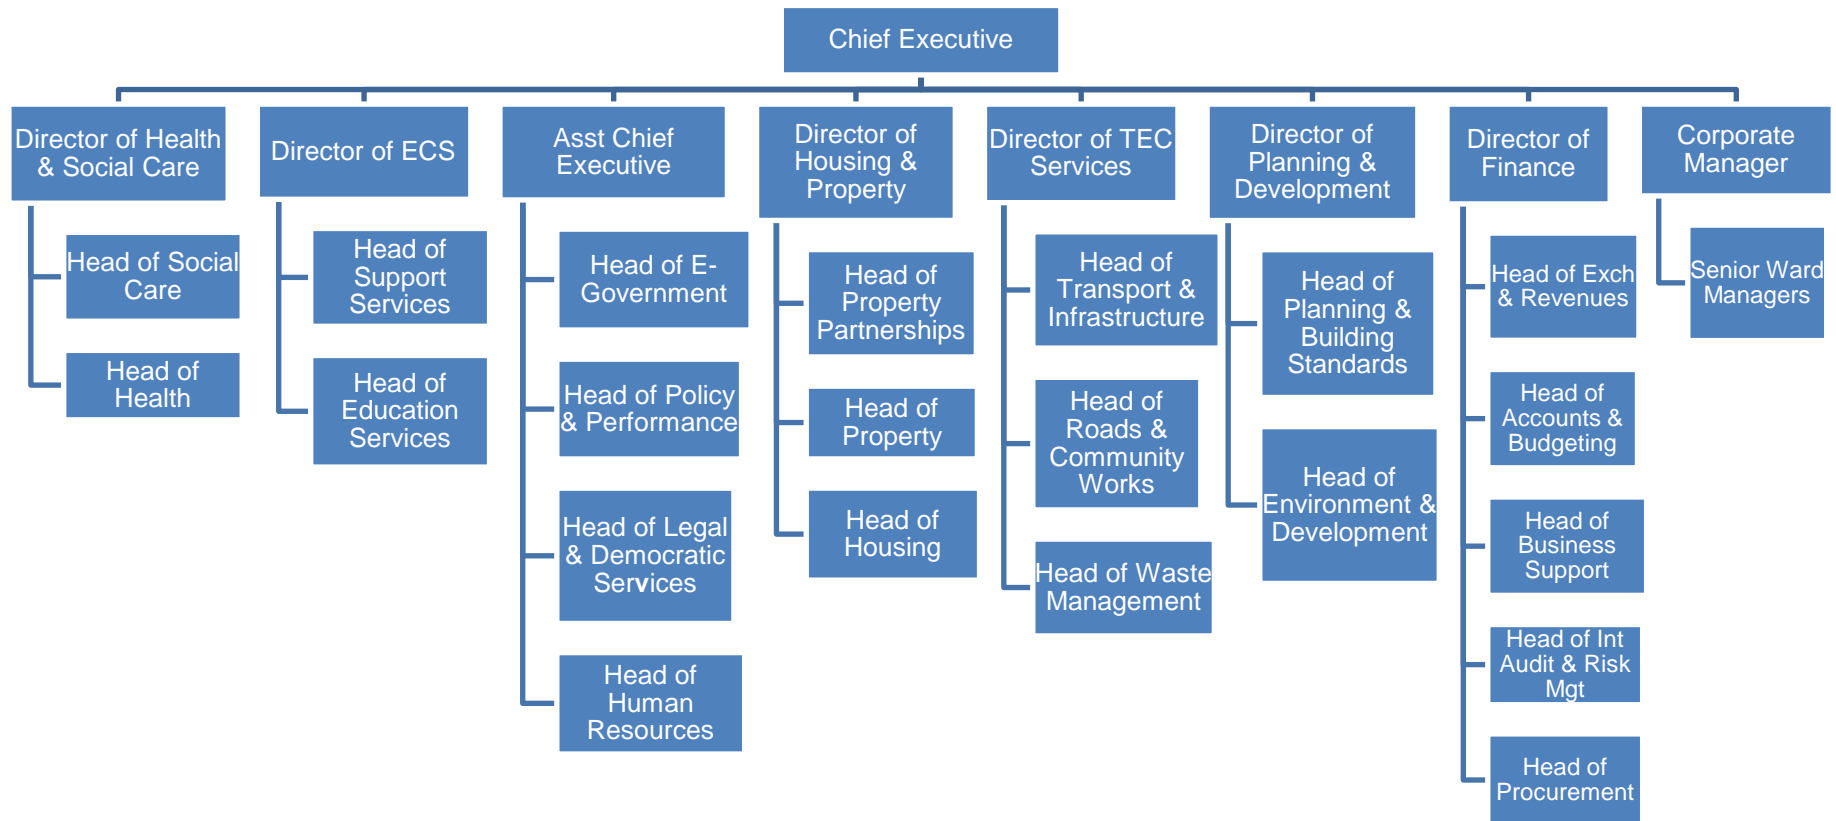 Chief Executive
Director of Health
& Social Care
Head of Social
Care
Head of
Health
Director of ECS
Head of
Support
Services
Head of
Education
Services
Asst Chief
Executive
Head of E-
Government
Head of Policy
& Performance
Head of Legal
& Democratic
Services
Head of
Human
Resources
Director of
Housing &
Property
Head of
Property
Partnerships
Head of
Property
Head of
Housing
Director of TEC
Services
Head of
Transport &
Infrastructure
Head of
Roads &
Community
Works
Head of Waste
Management
Director of
Planning &
Development
Head of
Planning &
Building
Standards
Head of
Environment &
Development
Director of
Finance
Head of Exch
& Revenues
Head of
Accounts &
Budgeting
Head of
Business
Support
Head of Int
Audit & Risk
Mgt
Head of
Procurement
Corporate
Manager
Senior Ward
Managers